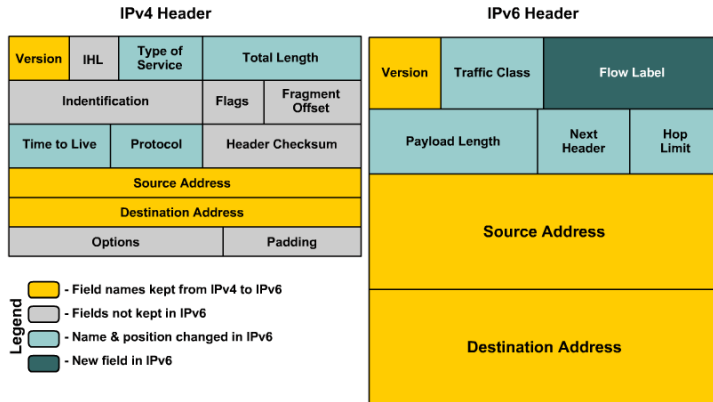 IPv4 Header
Version IHL Type of Service Total Length
Indentification Flags Fragment Offset
Time to Live Protocol Header Checksum
Source Address
Destination Address
Options Padding
Legend
- Field names kept from IPv4 to IPv6
- Fields not kept in IPv6
- Name & position changed in IPv6
- New field in IPv6
IPv6 Header
Version Traffic Class Flow Label
Payload Length Next Header Hop Limit
Source Address
Destination Address